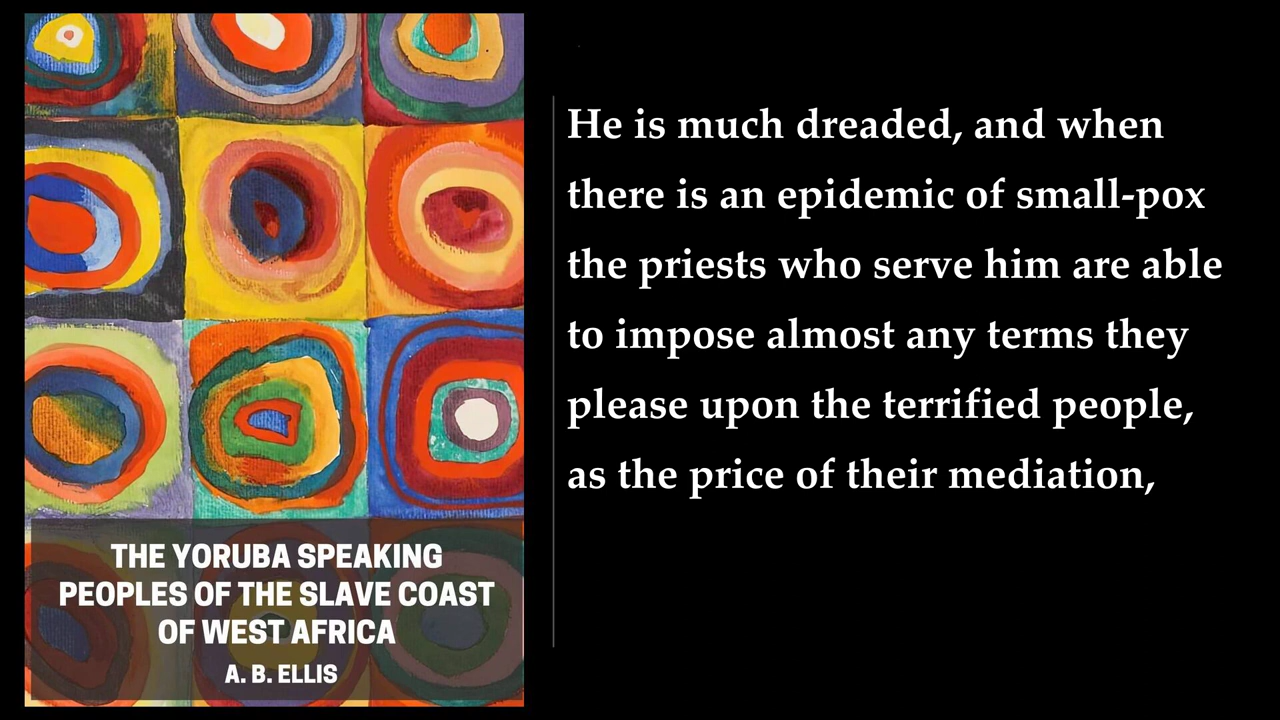 He is much dreaded, and when
there is an epidemic of small-pox
the priests who serve him are able
to impose almost any terms they
please upon the terrified people,
as the price of their mediation,
THE YORUBA SPEAKING
PEOPLES OF THE SLAVE COAST
OF WEST AFRICA
A. B. ELLIS